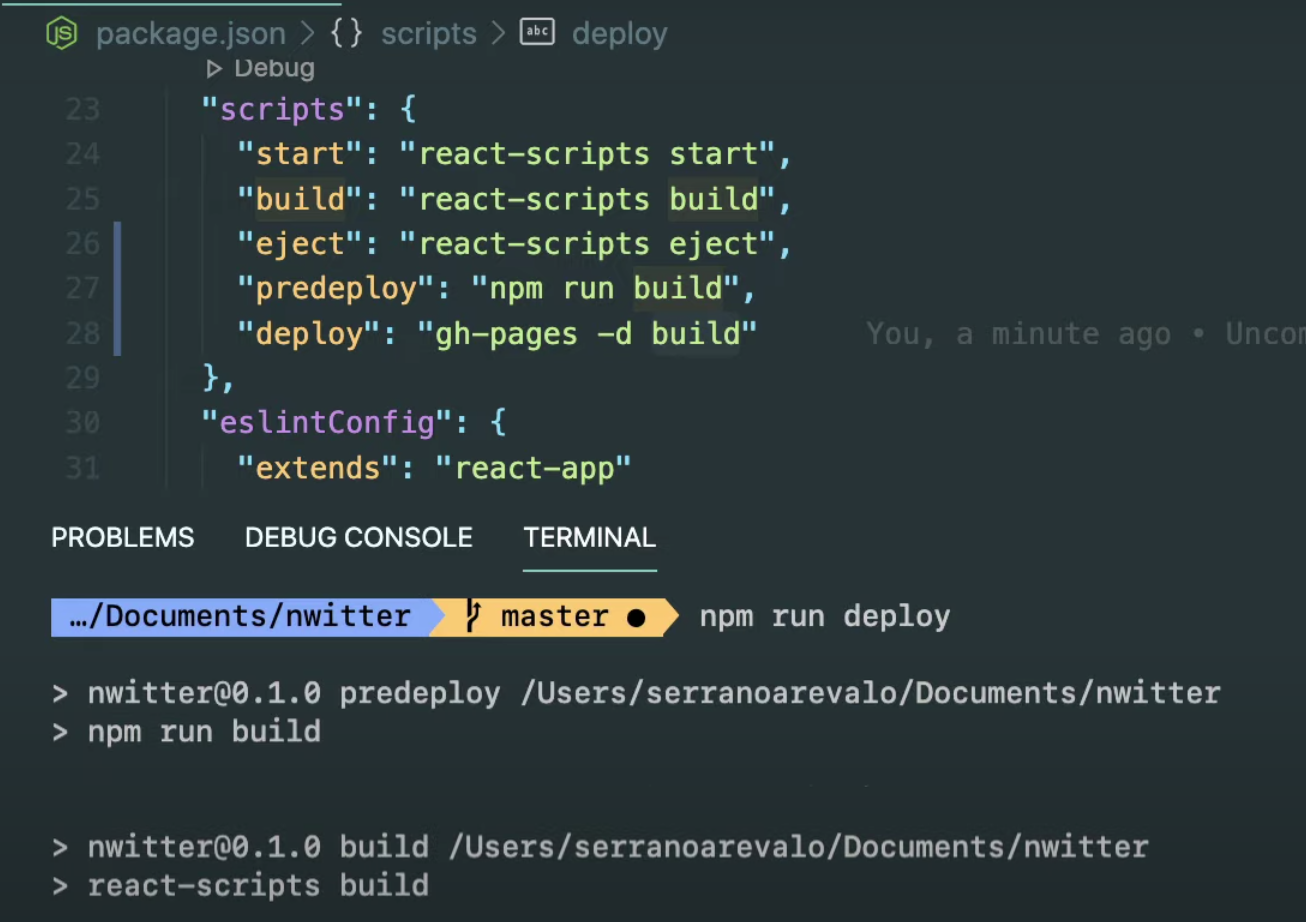 package.json > {} scripts > abc deploy
Debug
23 "scripts": {
24 "start": "react-scripts start",
25 "build": "react-scripts build",
26 "eject": "react-scripts eject",
27 "predeploy": "npm run build",
28 "deploy": "gh-pages -d build" You, a minute ago •
29 },
30 "eslintConfig": {
31 "extends": "react-app"
PROBLEMS DEBUG CONSOLE TERMINAL
…/Documents/nwitter master ● npm run deploy
> nwitter@0.1.0 predeploy /Users/serranoarevalo/Documents/nwitter
> npm run build
> nwitter@0.1.0 build /Users/serranoarevalo/Documents/nwitter
> react-scripts build